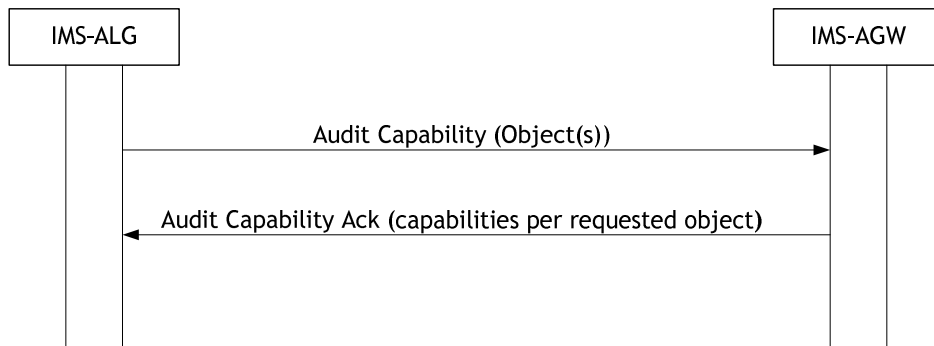 IMS-ALG
IMS-AGW
Audit Capability (Object(s))
Audit Capability Ack (capabilities per requested object)